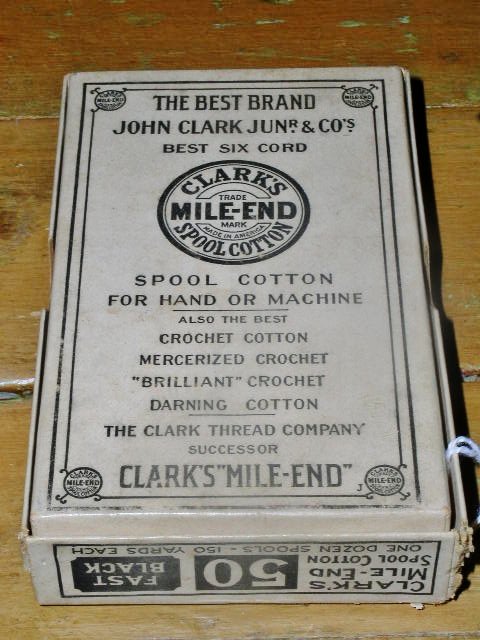 THE BEST BRAND
JOHN CLARK JUNR & CO'S
BEST SIX CORD
CLARK'S
TRADE
MILE-END
MARK
MADE IN AMERICA
SPOOL COTTON
SPOOL COTTON
FOR HAND OR MACHINE
ALSO THE BEST
CROCHET COTTON
MERCERIZED CROCHET
"BRILLIANT" CROCHET
DARNING COTTON
THE CLARK THREAD COMPANY
SUCCESSOR
CLARK'S "MILE-END"
J
CLARK'S
MILE-END
SPOOL COTTON
50
FAST
BLACK
ONE DOZEN SPOOLS - 150 YARDS EACH